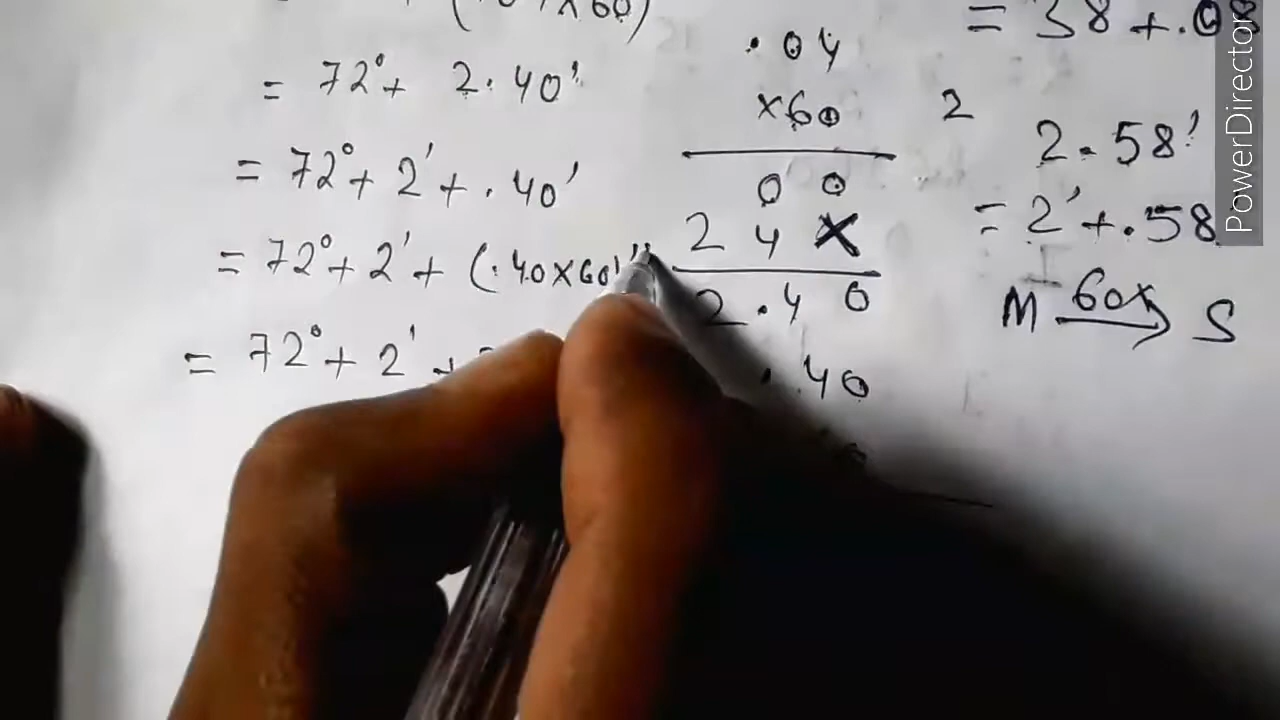 = 72° + 2.40'
= 72° + 2' + .40'
= 72° + 2' + (.40×60)''
= 72° + 2' +
.04
×60
00
24×
2.40
.40
= 38 + .08
2
2.58'
= 2' + .58
M 60× S
PowerDirector